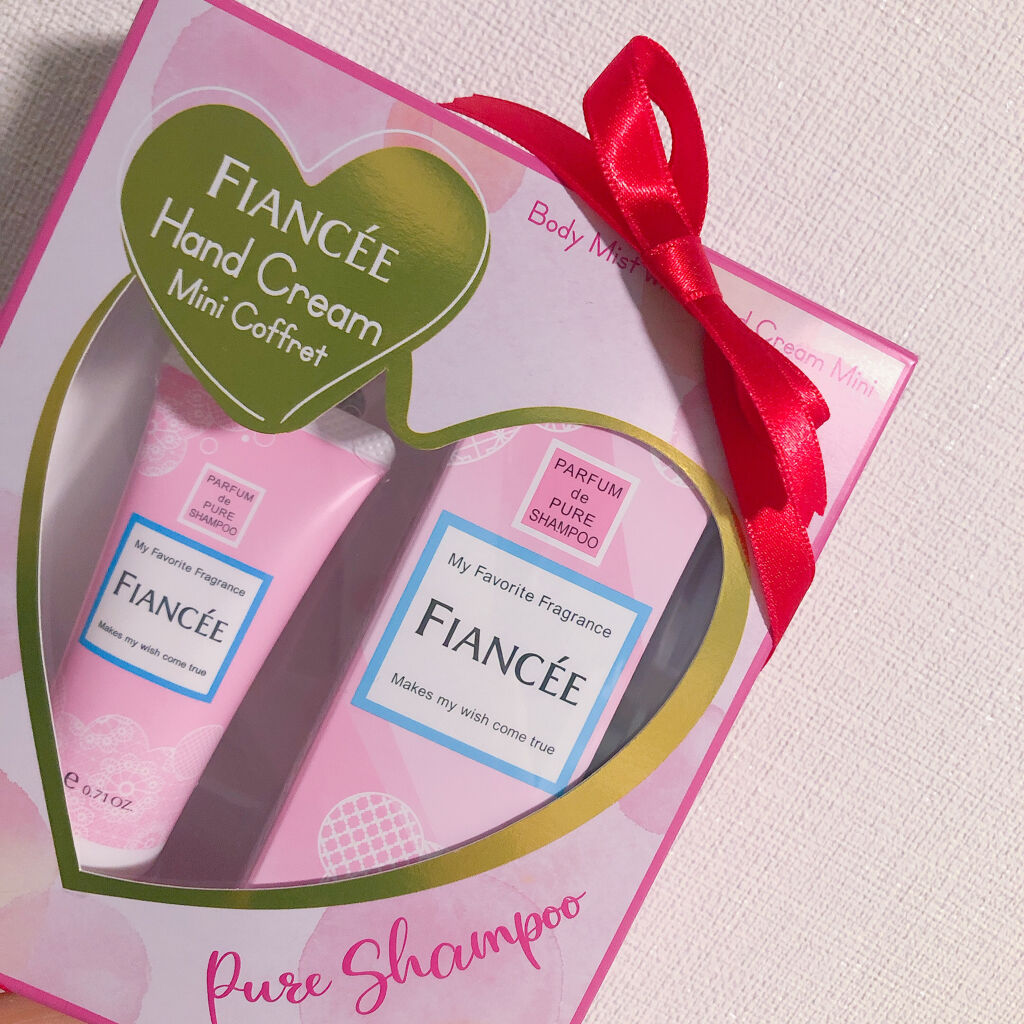 FIANCÉE
Hand Cream
Mini Coffret
Body Mist
Cream Mini
PARFUM
de
PURE
SHAMPOO
My Favorite Fragrance
FIANCÉE
Makes my wish come true
0.71 OZ.
PARFUM
de
PURE
SHAMPOO
My Favorite Fragrance
FIANCÉE
Makes my wish come true
Pure Shampoo